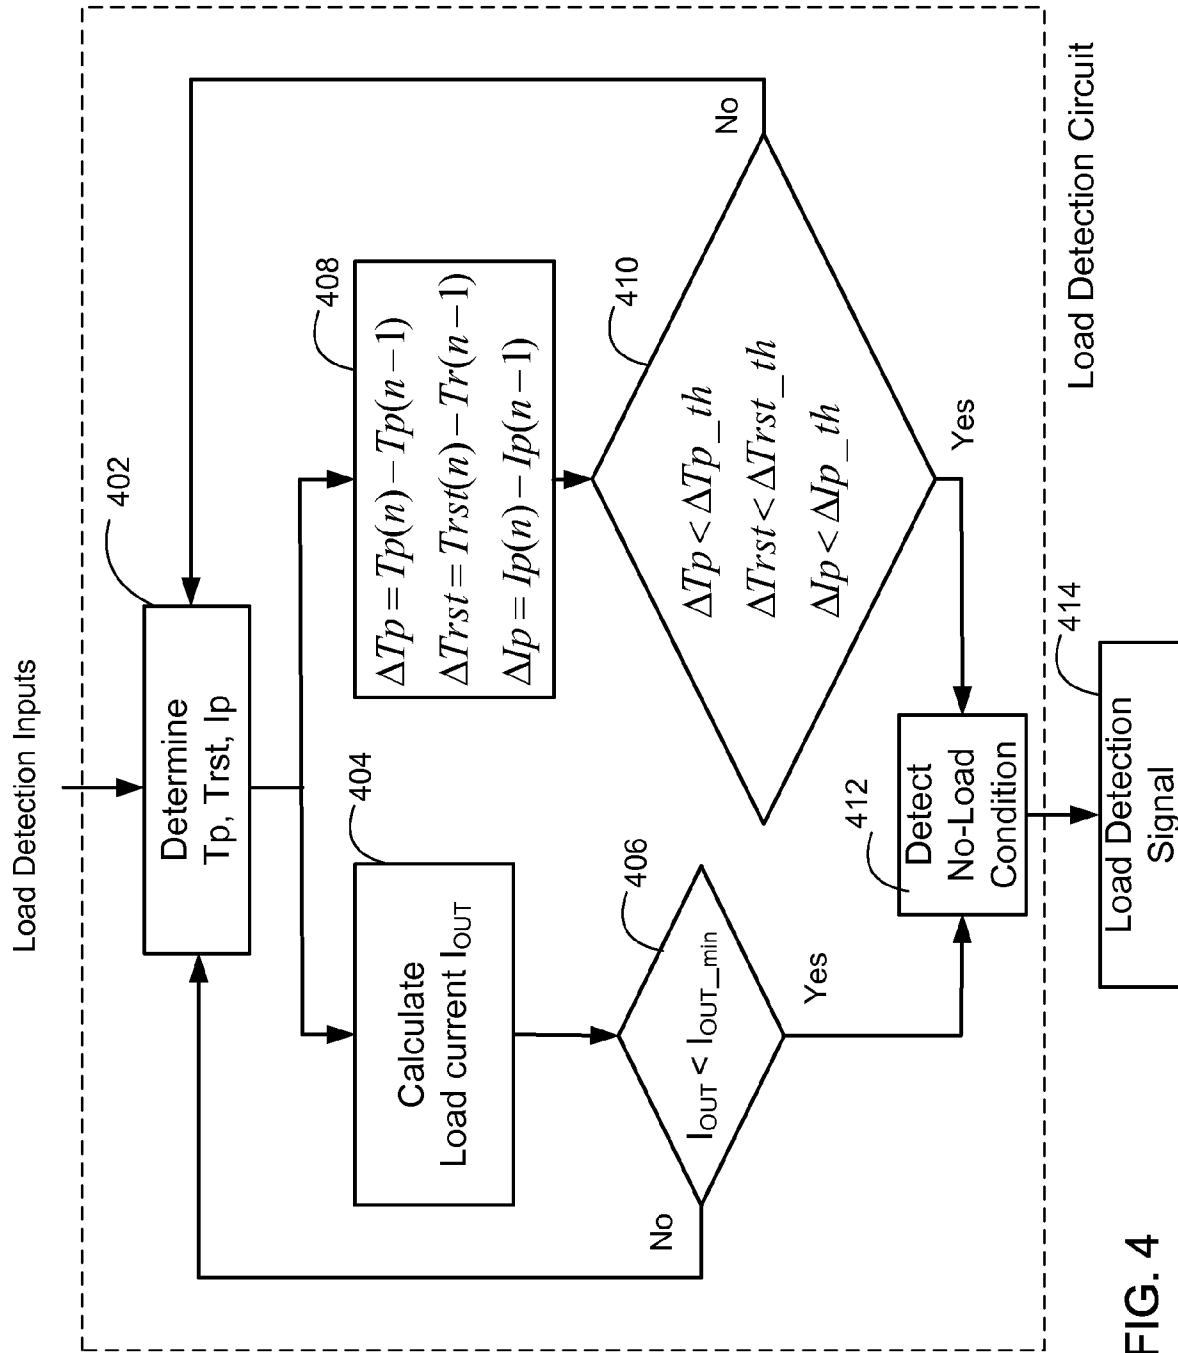 Load Detection Inputs
402
Determine
Tp, Trst, Ip
404
Calculate
Load current IOUT
408
ΔTp = Tp(n) − Tp(n−1)
ΔTrst = Trst(n) − Tr(n−1)
ΔIp = Ip(n) − Ip(n−1)
406
IOUT < IOUT_min
No
Yes
410
ΔTp < ΔTp_th
ΔTrst < ΔTrst_th
ΔIp < ΔIp_th
No
Yes
412
Detect
No-Load
Condition
Load Detection Circuit
414
Load Detection
Signal
FIG. 4